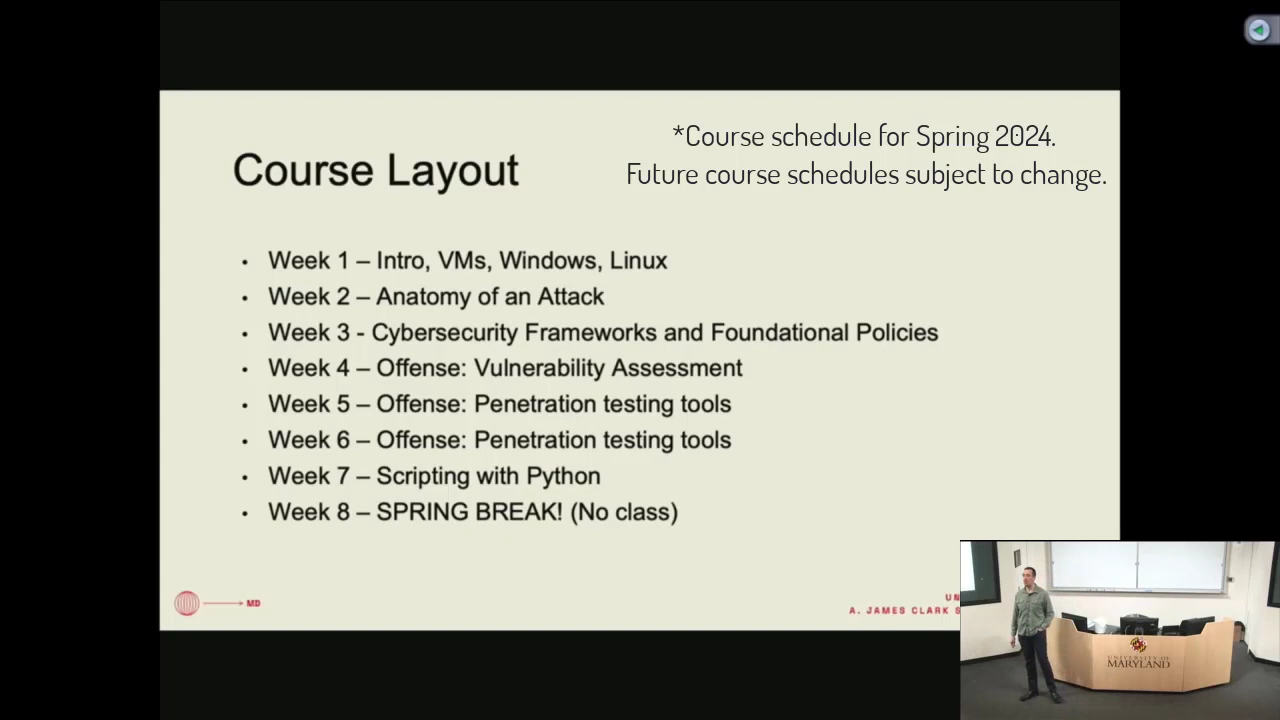 *Course schedule for Spring 2024.
Future course schedules subject to change.
Course Layout
• Week 1 – Intro, VMs, Windows, Linux
• Week 2 – Anatomy of an Attack
• Week 3 - Cybersecurity Frameworks and Foundational Policies
• Week 4 – Offense: Vulnerability Assessment
• Week 5 – Offense: Penetration testing tools
• Week 6 – Offense: Penetration testing tools
• Week 7 – Scripting with Python
• Week 8 – SPRING BREAK! (No class)
MD
UN
A. JAMES CLARK S
UNIVERSITY OF
MARYLAND